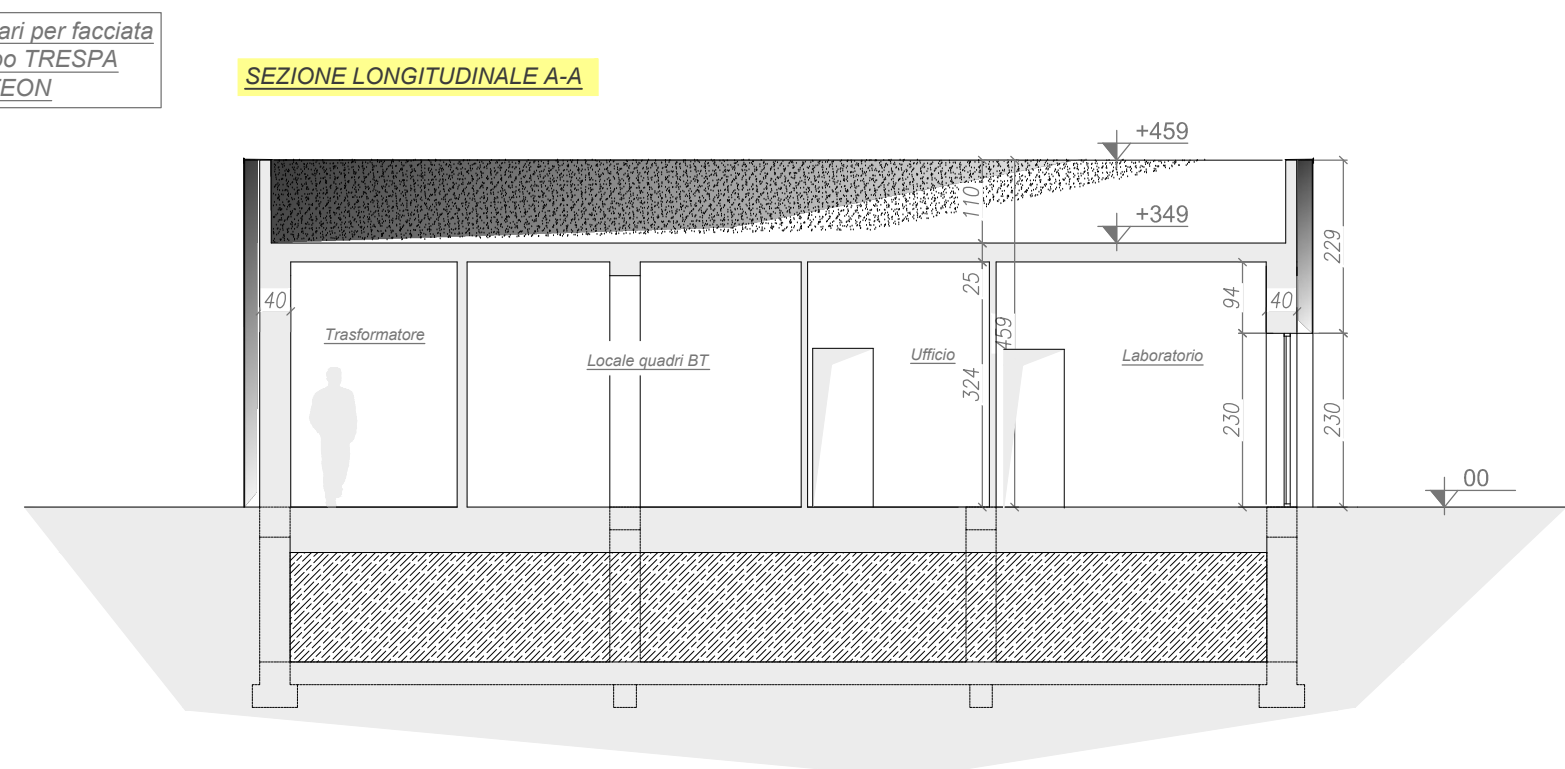 ari per facciata
TRESPA
EON
SEZIONE LONGITUDINALE A-A
+459
110
+349
229
40
25
94
40
459
Trasformatore
Locale quadri BT
Ufficio
Laboratorio
324
230
230
00